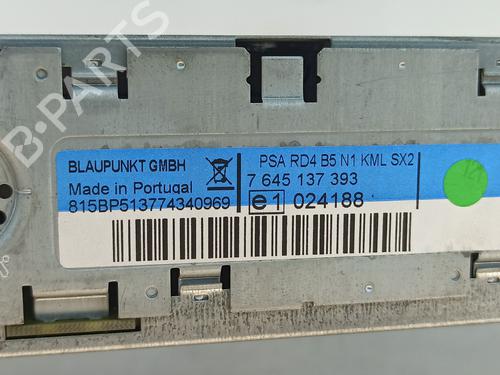 B-PARTS
BLAUPUNKT GMBH
Made in Portugal
815BP513774340969
PSA RD4 B5 N1 KML SX2
7 645 137 393
e1 024188